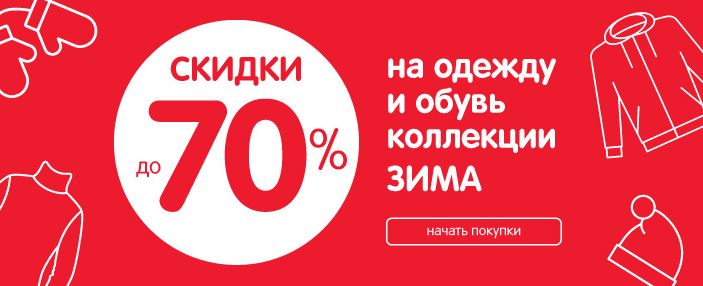 СКИДКИ
до 70%
на одежду
и обувь
коллекции
ЗИМА
начать покупки